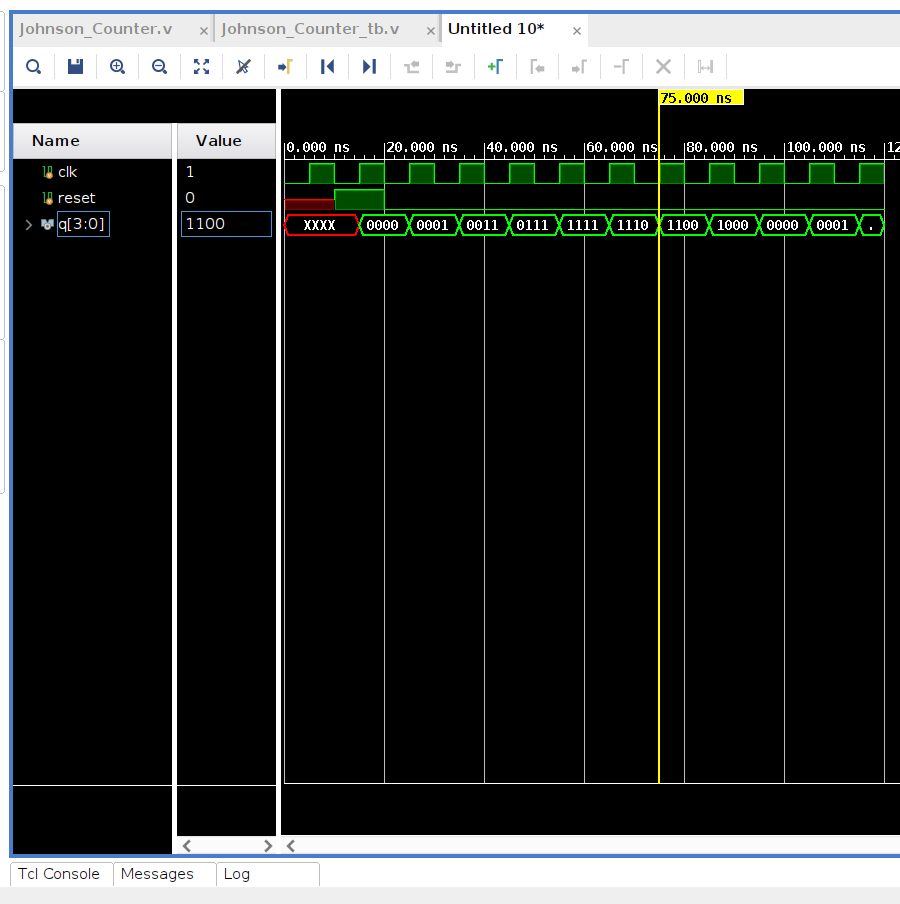 Johnson_Counter.v × Johnson_Counter_tb.v × Untitled 10* ×
75.000 ns
Name Value
0.000 ns 20.000 ns 40.000 ns 60.000 ns 80.000 ns 100.000 ns 12
clk 1
reset 0
q[3:0] 1100 XXXX 0000 0001 0011 0111 1111 1110 1100 1000 0000 0001 .
Tcl Console Messages Log